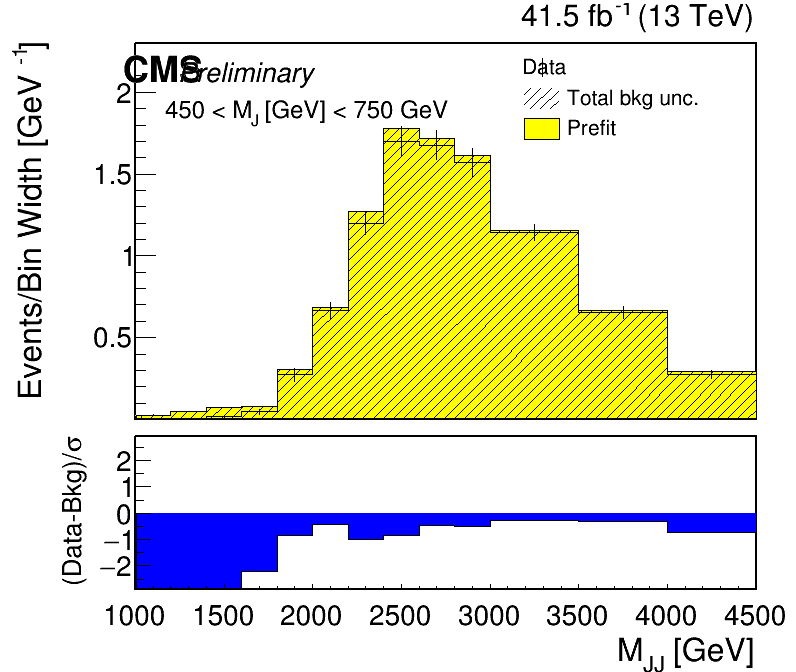 41.5 fb⁻¹ (13 TeV)
CMS Preliminary
450 < M_J [GeV] < 750 GeV
Data
Total bkg unc.
Prefit
Events/Bin Width [GeV⁻¹]
2
1.5
1
0.5
(Data-Bkg)/σ
2
1
0
−1
−2
1000 1500 2000 2500 3000 3500 4000 4500
M_JJ [GeV]